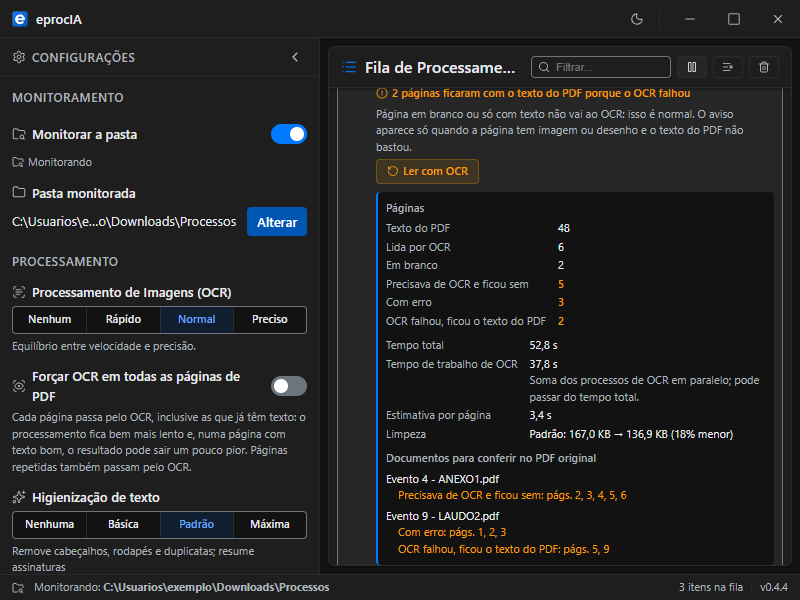 eprocIA
CONFIGURAÇÕES
MONITORAMENTO
Monitorar a pasta
Monitorando
Pasta monitorada
C:\Usuarios\e...o\Downloads\Processos
Alterar
PROCESSAMENTO
Processamento de Imagens (OCR)
Nenhum
Rápido
Normal
Preciso
Equilíbrio entre velocidade e precisão.
Forçar OCR em todas as páginas de
PDF
Cada página passa pelo OCR, inclusive as que já têm texto: o
processamento fica bem mais lento e, numa página com
texto bom, o resultado pode sair um pouco pior. Páginas
repetidas também passam pelo OCR.
Higienização de texto
Nenhuma
Básica
Padrão
Máxima
Remove cabeçalhos, rodapés e duplicatas; resume
assinaturas
Fila de Processame...
Filtrar...
2 páginas ficaram com o texto do PDF porque o OCR falhou
Página em branco ou só com texto não vai ao OCR: isso é normal. O aviso
aparece só quando a página tem imagem ou desenho e o texto do PDF não
bastou.
Ler com OCR
Páginas
Texto do PDF 48
Lida por OCR 6
Em branco 2
Precisava de OCR e ficou sem 5
Com erro 3
OCR falhou, ficou o texto do PDF 2
Tempo total 52,8 s
Tempo de trabalho de OCR 37,8 s
Soma dos processos de OCR em paralelo; pode
passar do tempo total.
Estimativa por página 3,4 s
Limpeza Padrão: 167,0 KB → 136,9 KB (18% menor)
Documentos para conferir no PDF original
Evento 4 - ANEXO1.pdf
Precisava de OCR e ficou sem: págs. 2, 3, 4, 5, 6
Evento 9 - LAUDO2.pdf
Com erro: págs. 1, 2, 3
OCR falhou, ficou o texto do PDF: págs. 5, 9
Monitorando: C:\Usuarios\exemplo\Downloads\Processos
3 itens na fila
v0.4.4